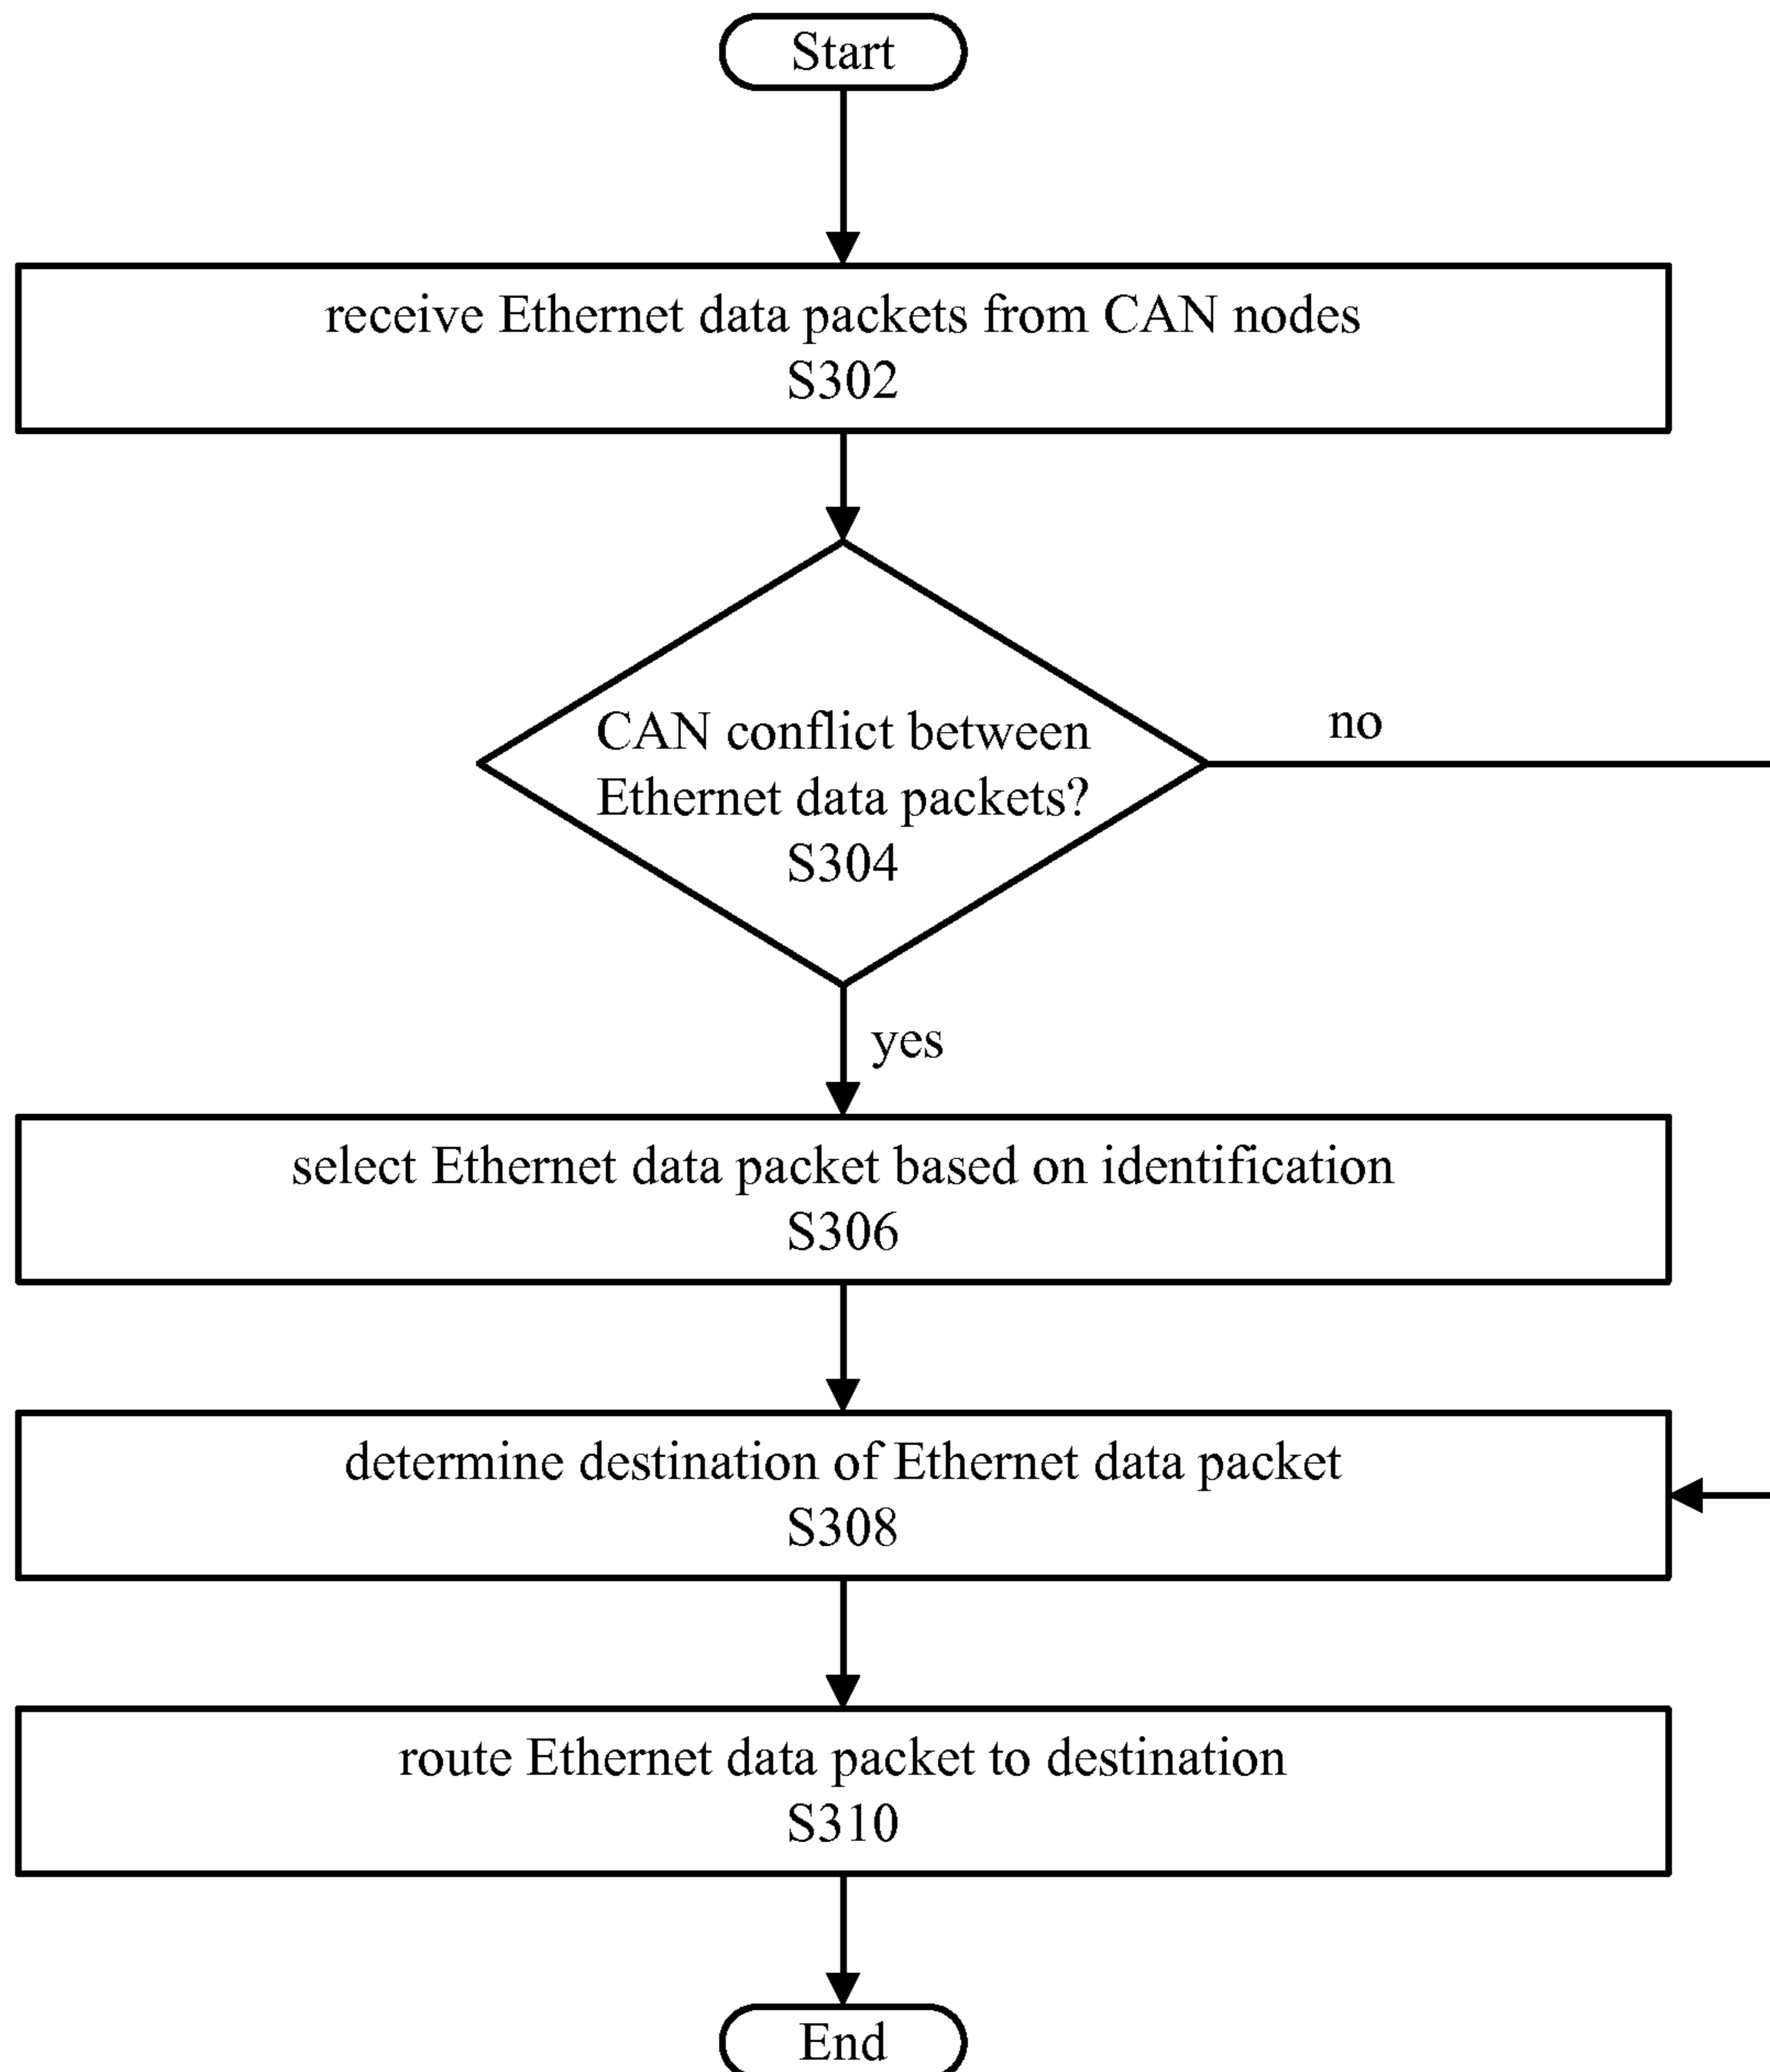 Start
receive Ethernet data packets from CAN nodes
S302
CAN conflict between
Ethernet data packets?
S304
no
yes
select Ethernet data packet based on identification
S306
determine destination of Ethernet data packet
S308
route Ethernet data packet to destination
S310
End